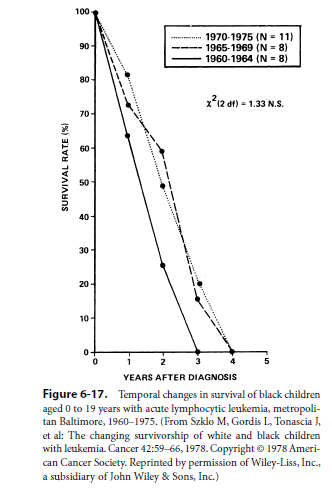 100
90
80
70
60
50
40
30
20
10
0
SURVIVAL RATE (%)
1970-1975 (N = 11)
1965-1969 (N = 8)
1960-1964 (N = 8)
χ²(2 df) = 1.33 N.S.
0 1 2 3 4 5
YEARS AFTER DIAGNOSIS
Figure 6-17. Temporal changes in survival of black children
aged 0 to 19 years with acute lymphocytic leukemia, metropoli-
tan Baltimore, 1960–1975. (From Szklo M, Gordis L, Tonascia J,
et al: The changing survivorship of white and black children
with leukemia. Cancer 42:59–66, 1978. Copyright © 1978 Ameri-
can Cancer Society. Reprinted by permission of Wiley-Liss, Inc.,
a subsidiary of John Wiley & Sons, Inc.)